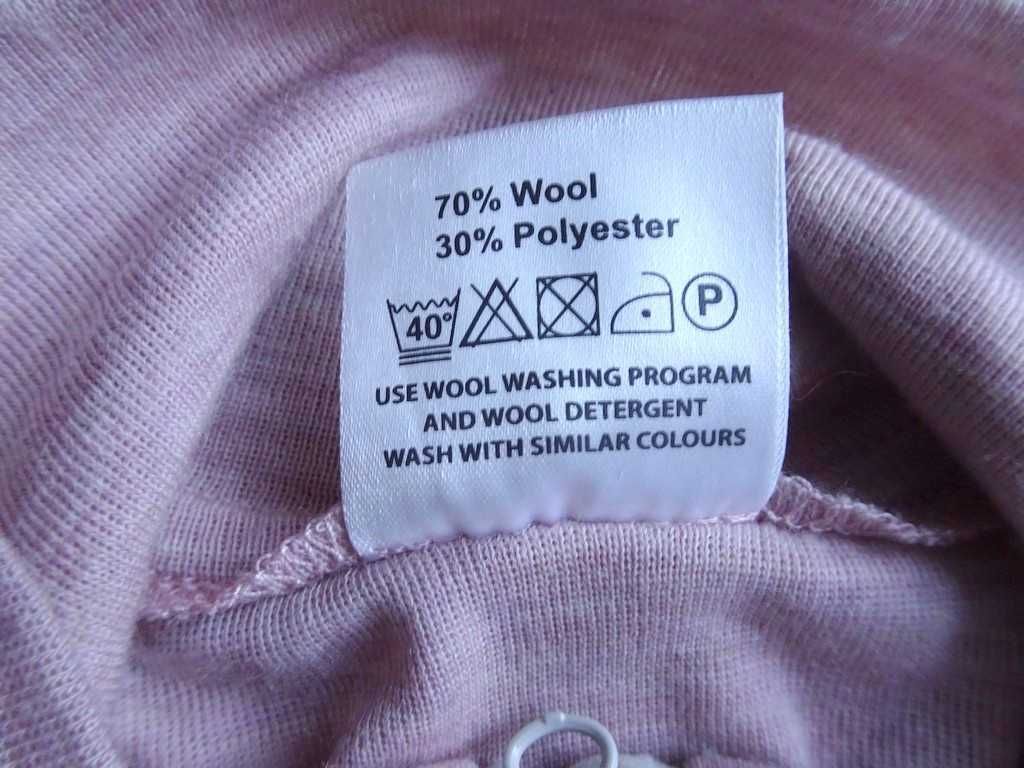 70% Wool
30% Polyester
40° P
USE WOOL WASHING PROGRAM
AND WOOL DETERGENT
WASH WITH SIMILAR COLOURS